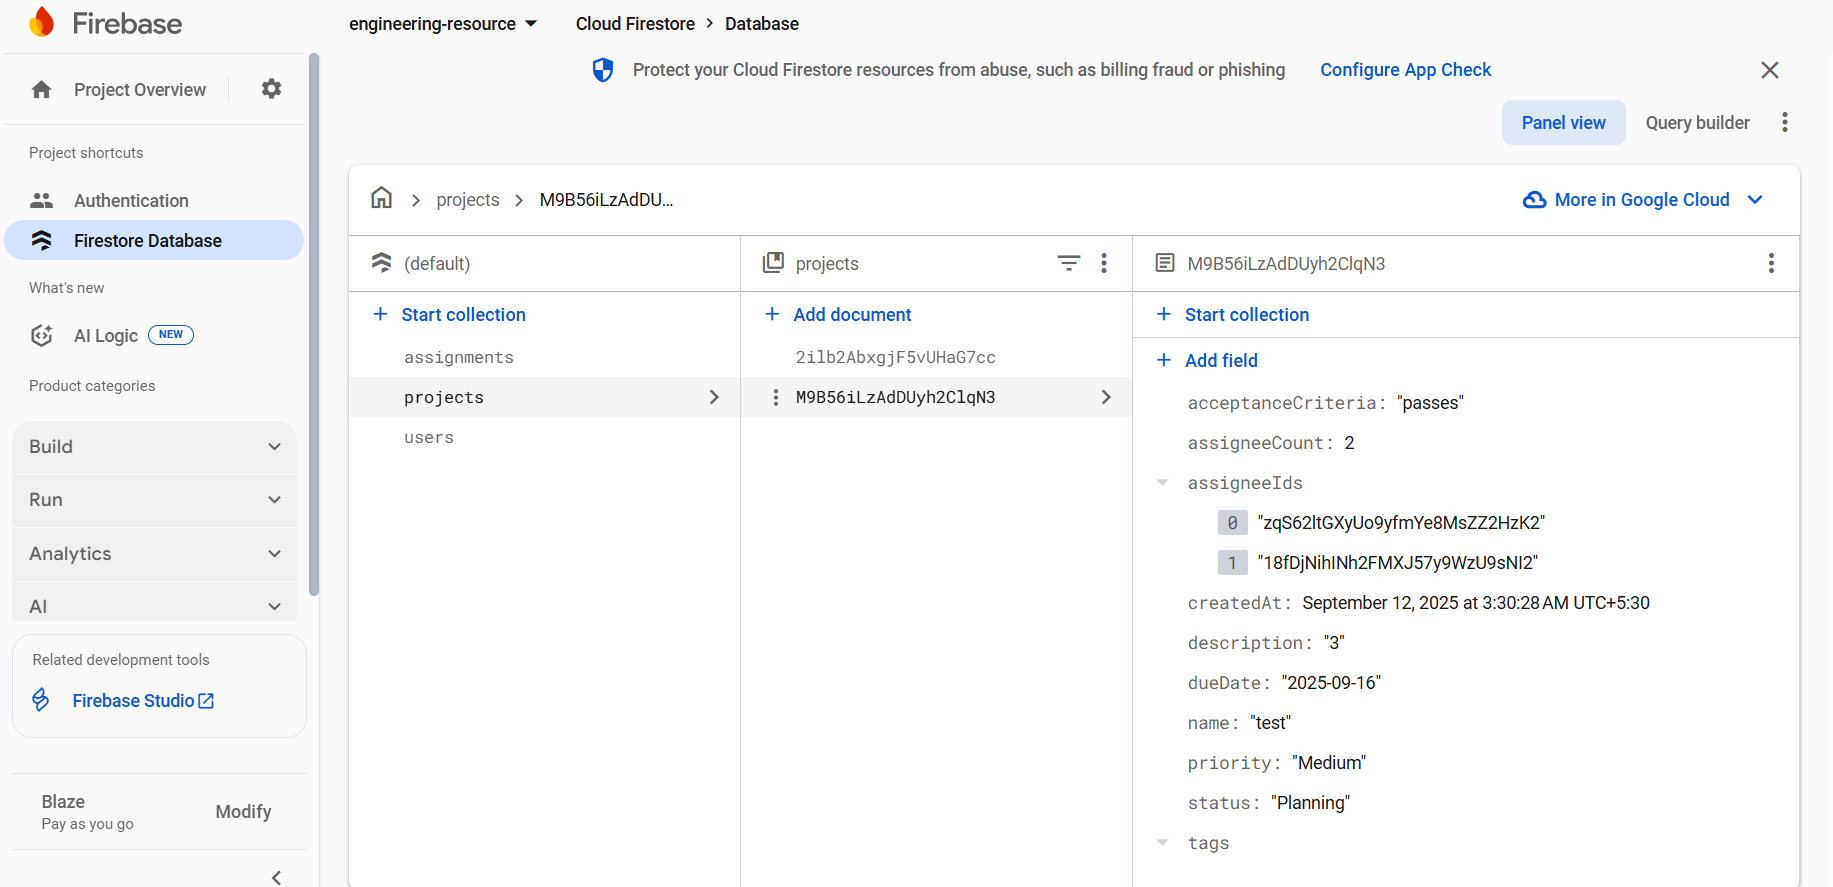 Firebase
engineering-resource
Cloud Firestore > Database
Protect your Cloud Firestore resources from abuse, such as billing fraud or phishing
Configure App Check
Project Overview
Panel view
Query builder
Project shortcuts
Authentication
Firestore Database
What's new
AI Logic NEW
Product categories
Build
Run
Analytics
AI
Related development tools
Firebase Studio
Blaze
Pay as you go
Modify
projects > M9B56iLzAdDU...
More in Google Cloud
(default)
Start collection
assignments
projects
users
projects
Add document
2ilb2AbxgjF5vUHaG7cc
M9B56iLzAdDUyh2ClqN3
M9B56iLzAdDUyh2ClqN3
Start collection
Add field
acceptanceCriteria: "passes"
assigneeCount: 2
assigneeIds
0 "zqS62ltGXyUo9yfmYe8MsZZ2HzK2"
1 "18fDjNihINh2FMXJ57y9WzU9sNI2"
createdAt: September 12, 2025 at 3:30:28 AM UTC+5:30
description: "3"
dueDate: "2025-09-16"
name: "test"
priority: "Medium"
status: "Planning"
tags